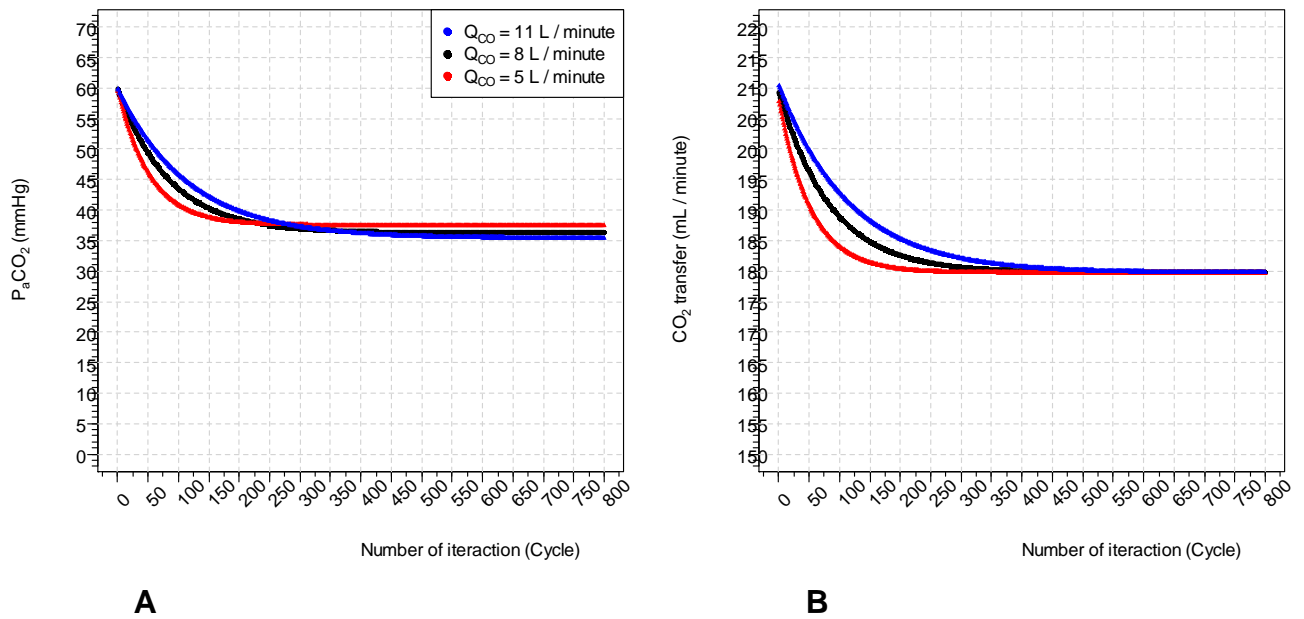 70
65
60
55
50
45
40
35
30
25
20
15
10
5
0
PaCO2 (mmHg)
QCO = 11 L / minute
QCO = 8 L / minute
QCO = 5 L / minute
0 50 100 150 200 250 300 350 400 450 500 550 600 650 700 750 800
Number of iteraction (Cycle)
A
220
215
210
205
200
195
190
185
180
175
170
165
160
155
150
CO2 transfer (mL / minute)
0 50 100 150 200 250 300 350 400 450 500 550 600 650 700 750 800
Number of iteraction (Cycle)
B